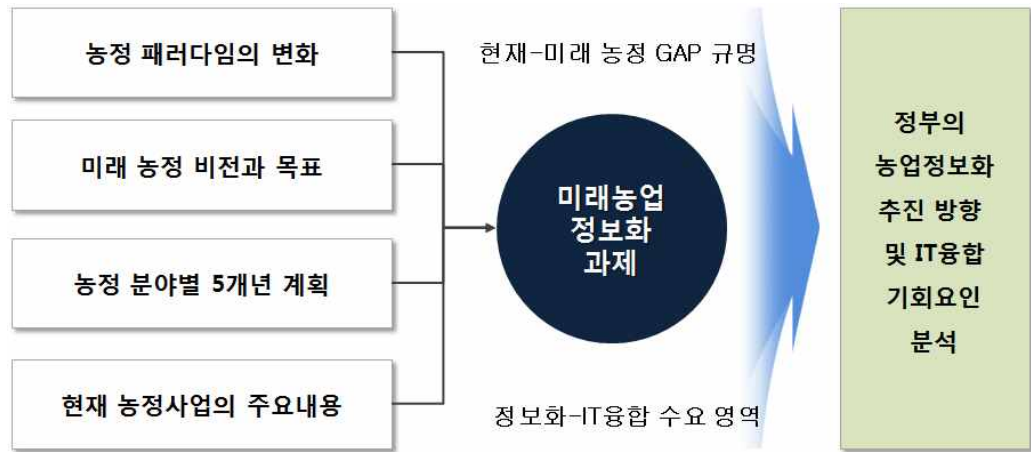 농정 패러다임의 변화
미래 농정 비전과 목표
농정 분야별 5개년 계획
현재 농정사업의 주요내용
현재-미래 농정 GAP 규명
미래농업
정보화
과제
정보화-IT융합 수요 영역
정부의
농업정보화
추진 방향
및 IT융합
기회요인
분석